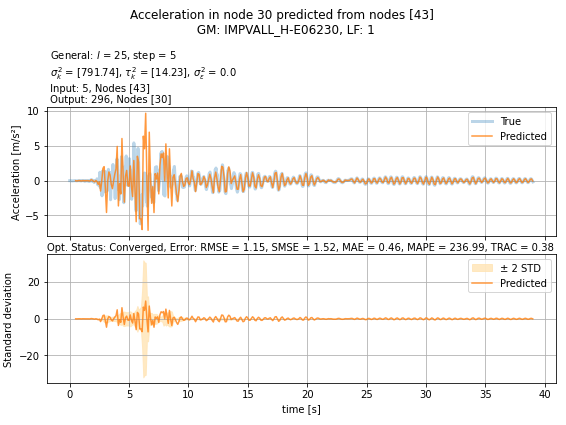 Acceleration in node 30 predicted from nodes [43]
GM: IMPVALL_H-E06230, LF: 1
General: l = 25, step = 5
σ²ₖ = [791.74], τ²ₖ = [14.23], σ²ε = 0.0
Input: 5, Nodes [43]
Output: 296, Nodes [30]
Acceleration [m/s²]
10
5
0
−5
True
Predicted
Opt. Status: Converged, Error: RMSE = 1.15, SMSE = 1.52, MAE = 0.46, MAPE = 236.99, TRAC = 0.38
Standard deviation
20
0
−20
± 2 STD
Predicted
0 5 10 15 20 25 30 35 40
time [s]